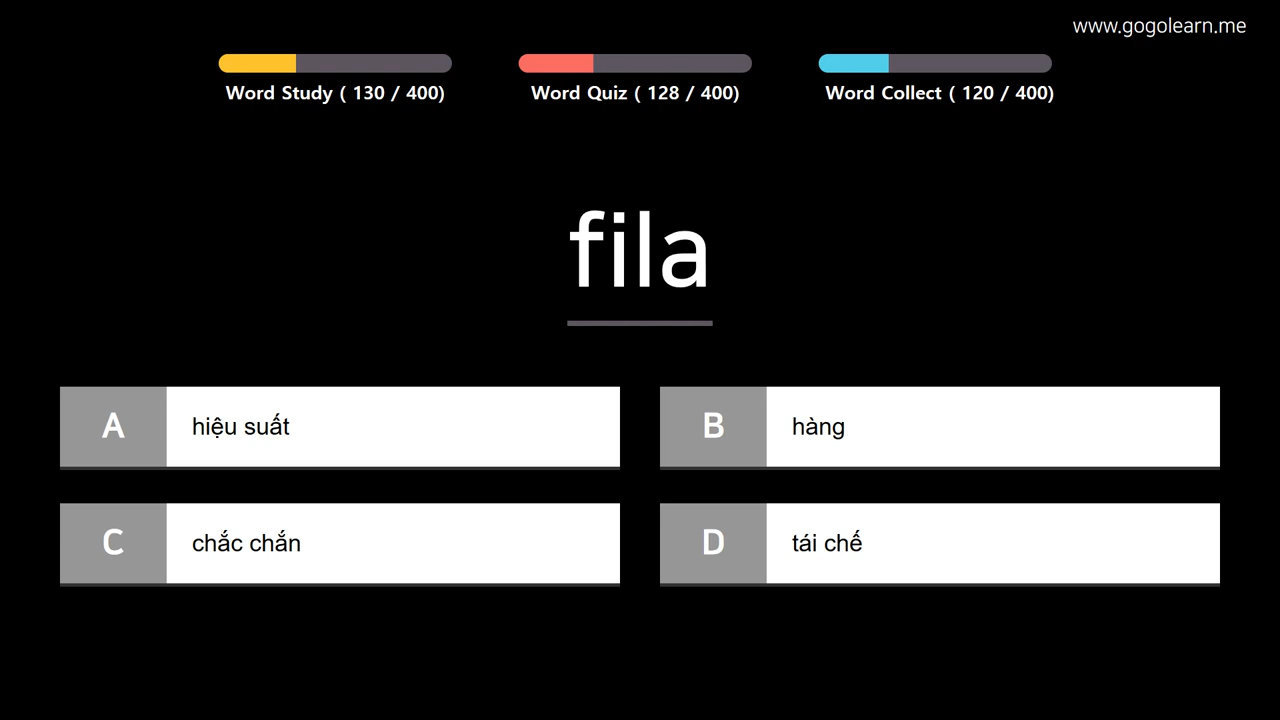 www.gogolearn.me
Word Study ( 130 / 400)
Word Quiz ( 128 / 400)
Word Collect ( 120 / 400)
fila
A hiệu suất
B hàng
C chắc chắn
D tái chế